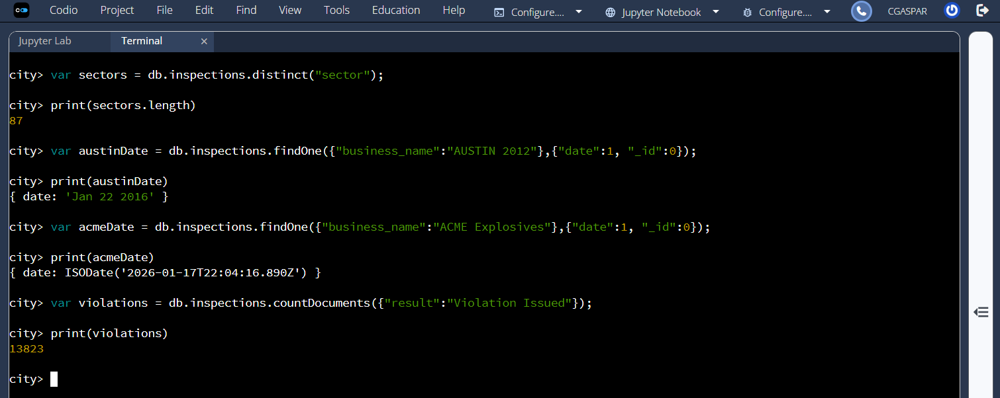 Codio Project File Edit Find View Tools Education Help Configure.... Jupyter Notebook Configure.... CGASPAR
Jupyter Lab Terminal ×
city> var sectors = db.inspections.distinct("sector");
city> print(sectors.length)
87
city> var austinDate = db.inspections.findOne({"business_name":"AUSTIN 2012"},{"date":1, "_id":0});
city> print(austinDate)
{ date: 'Jan 22 2016' }
city> var acmeDate = db.inspections.findOne({"business_name":"ACME Explosives"},{"date":1, "_id":0});
city> print(acmeDate)
{ date: ISODate('2026-01-17T22:04:16.890Z') }
city> var violations = db.inspections.countDocuments({"result":"Violation Issued"});
city> print(violations)
13823
city>